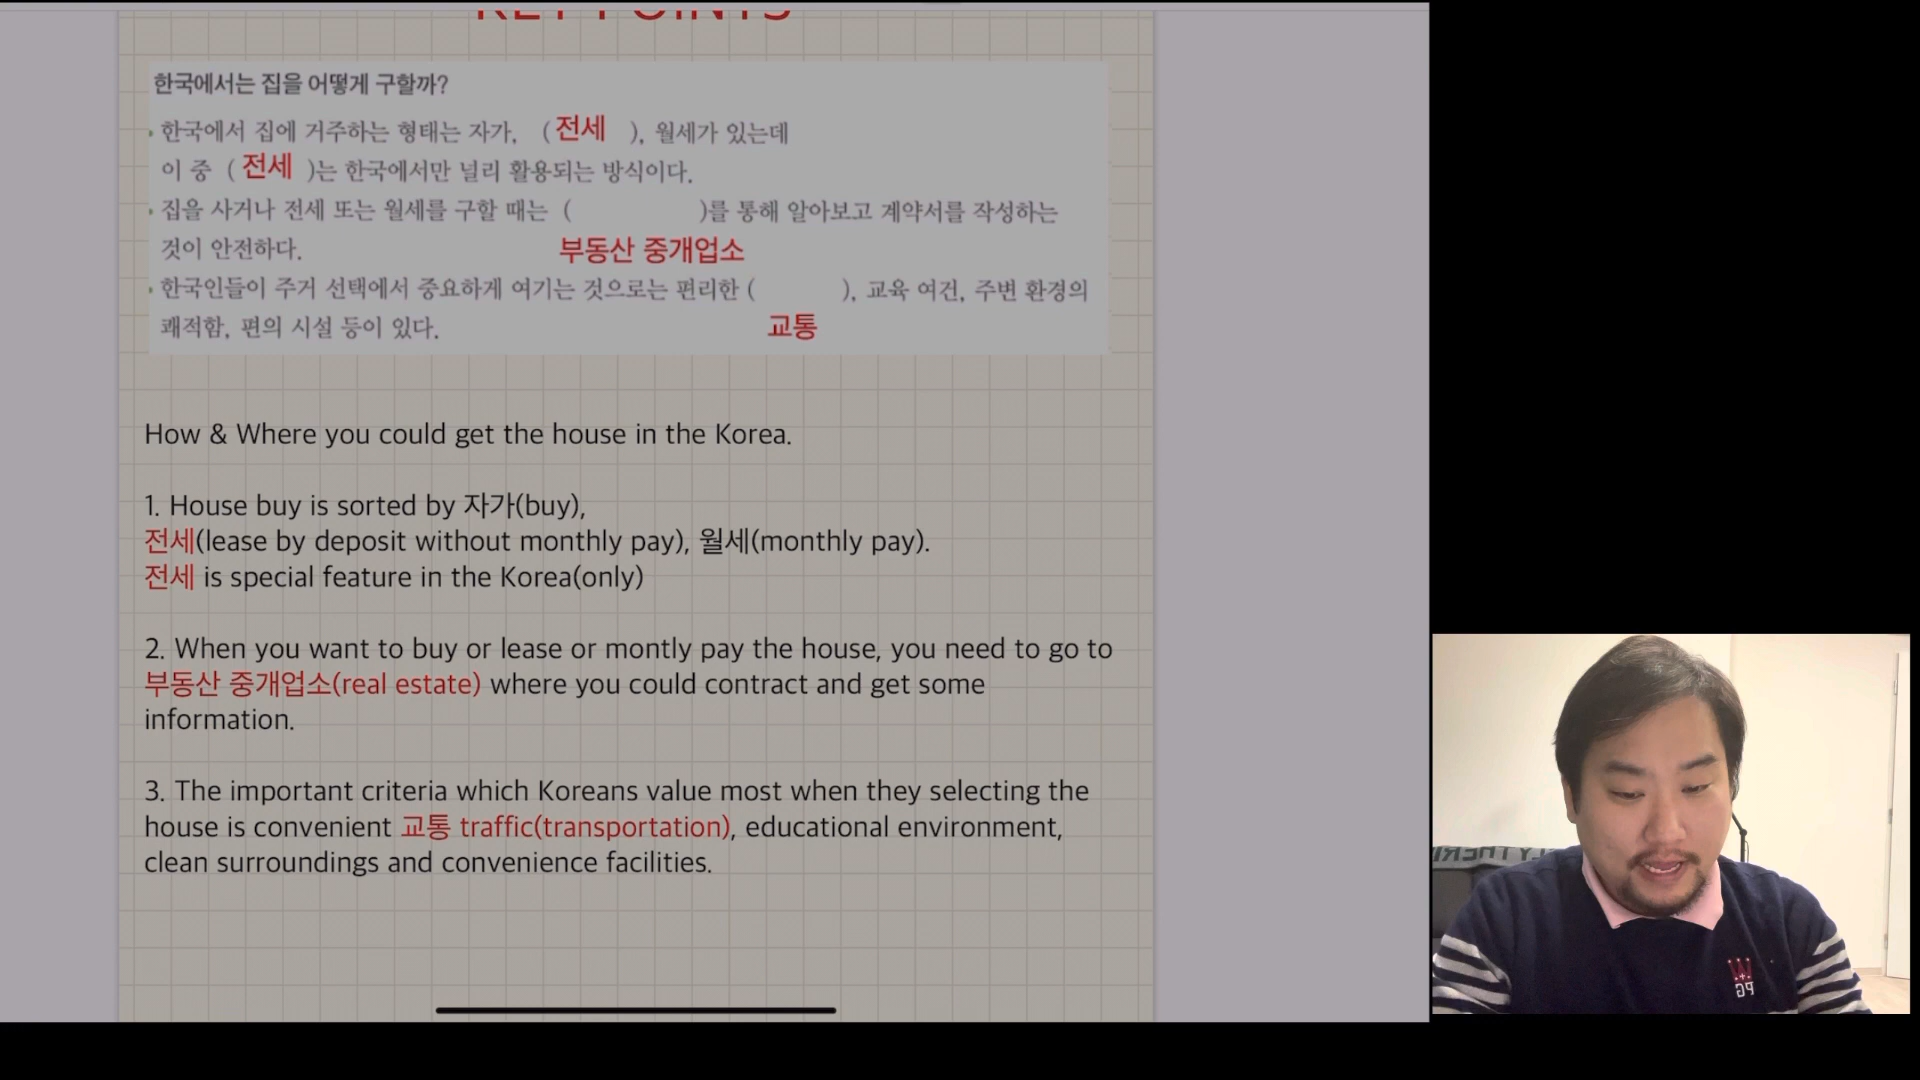 KEY POINTS
한국에서는 집을 어떻게 구할까?
한국에서 집에 거주하는 형태는 자가, ( 전세 ), 월세가 있는데
이 중 ( 전세 )는 한국에서만 널리 활용되는 방식이다.
집을 사거나 전세 또는 월세를 구할 때는 ( )를 통해 알아보고 계약서를 작성하는
것이 안전하다.
부동산 중개업소
한국인들이 주거 선택에서 중요하게 여기는 것으로는 편리한 ( ), 교육 여건, 주변 환경의
쾌적함, 편의 시설 등이 있다.
교통
How & Where you could get the house in the Korea.
1. House buy is sorted by 자가(buy),
전세(lease by deposit without monthly pay), 월세(monthly pay).
전세 is special feature in the Korea(only)
2. When you want to buy or lease or montly pay the house, you need to go to
부동산 중개업소(real estate) where you could contract and get some
information.
3. The important criteria which Koreans value most when they selecting the
house is convenient 교통 traffic(transportation), educational environment,
clean surroundings and convenience facilities.
PG